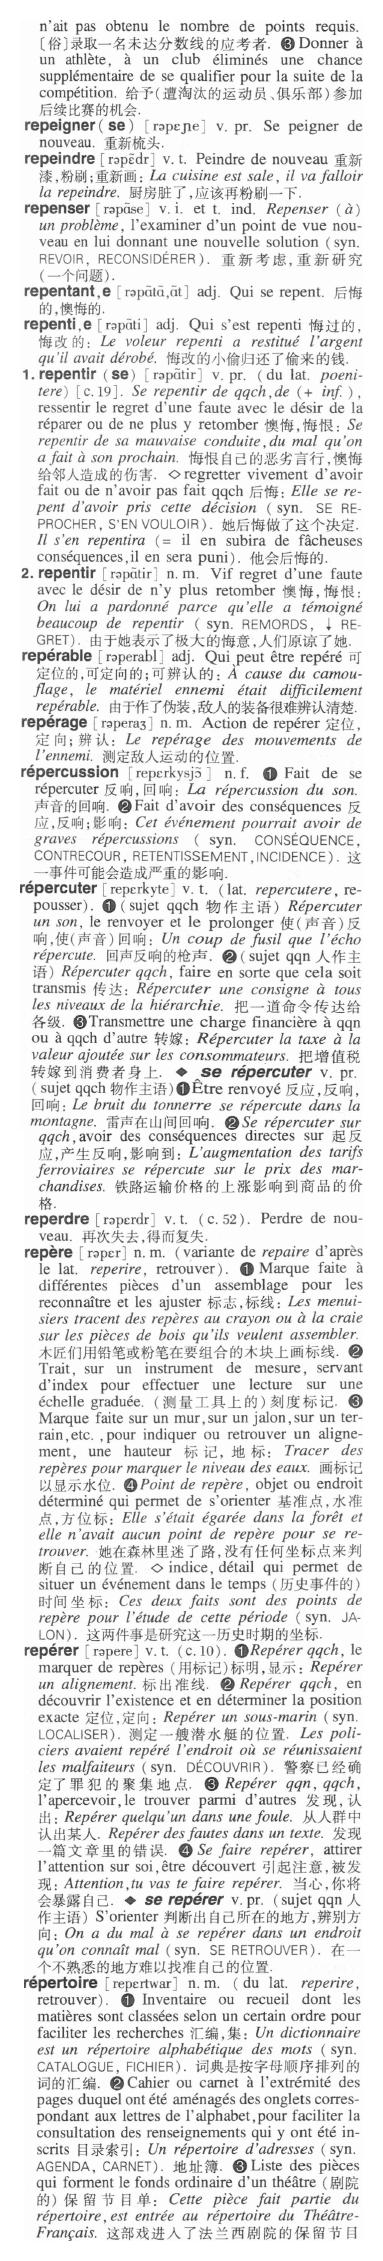 n'ait pas obtenu le nombre de points requis.
[俗]录取一名未达分数线的应考者. ❸ Donner à
un athlète, à un club éliminés une chance
supplémentaire de se qualifier pour la suite de la
compétition. 给予(遭淘汰的运动员、俱乐部)参加
后续比赛的机会.
repeigner ( se ) [rəpeɲe] v. pr. Se peigner de
nouveau. 重新梳头.
repeindre [rəpɛ̃dr] v. t. Peindre de nouveau 重新
漆,粉刷;重新画: La cuisine est sale, il va falloir
la repeindre. 厨房脏了,应该再粉刷一下.
repenser [rəpɑ̃se] v. i. et t. ind. Repenser (à)
un problème, l'examiner d'un point de vue nou-
veau en lui donnant une nouvelle solution (syn.
REVOIR, RECONSIDÉRER). 重新考虑,重新研究
(一个问题).
repentant,e [rəpɑ̃tɑ̃,ɑ̃t] adj. Qui se repent. 后悔
的,懊悔的.
repenti,e [rəpɑ̃ti] adj. Qui s'est repenti 悔过的,
悔改的: Le voleur repenti a restitué l'argent
qu'il avait dérobé. 悔改的小偷归还了偷来的钱.
1. repentir (se) [rəpɑ̃tir] v. pr. (du lat. poeni-
tere) [c.19]. Se repentir de qqch,de (+ inf.),
ressentir le regret d'une faute avec le désir de la
réparer ou de ne plus y retomber 懊悔,悔恨: Se
repentir de sa mauvaise conduite,du mal qu'on
a fait à son prochain. 悔恨自己的恶劣言行,懊悔
给邻人造成的伤害. ◇regretter vivement d'avoir
fait ou de n'avoir pas fait qqch 后悔: Elle se re-
pent d'avoir pris cette décision (syn. SE RE-
PROCHER, S'EN VOULOIR). 她后悔做了这个决定.
Il s'en repentira (= il en subira de fâcheuses
conséquences,il en sera puni). 他会后悔的.
2. repentir [rəpɑ̃tir] n. m. Vif regret d'une faute
avec le désir de n'y plus retomber 懊悔,悔恨:
On lui a pardonné parce qu'elle a témoigné
beaucoup de repentir (syn. REMORDS, ↓ RE-
GRET). 由于她表示了极大的悔意,人们原谅了她.
repérable [rəperabl] adj. Qui peut être repéré 可
定位的,可定向的;可辨认的: À cause du camou-
flage, le matériel ennemi était difficilement
repérable. 由于作了伪装,敌人的装备很难辨认清楚.
repérage [rəperaʒ] n. m. Action de repérer 定位,
定向;辨认: Le repérage des mouvements de
l'ennemi. 测定敌人运动的位置.
répercussion [reperkysjɔ̃] n. f. ❶ Fait de se
répercuter 反响,回响: La répercussion du son.
声音的回响. ❷Fait d'avoir des conséquences 反
应,反响;影响: Cet événement pourrait avoir de
graves répercussions (syn. CONSÉQUENCE,
CONTRECOUR, RETENTISSEMENT,INCIDENCE). 这
一事件可能会造成严重的影响.
répercuter [reperkyte] v. t. (lat. repercutere, re-
pousser). ❶(sujet qqch 物作主语) Répercuter
un son, le renvoyer et le prolonger 使(声音)反
响,使(声音)回响: Un coup de fusil que l'écho
répercute. 回声反响的枪声. ❷(sujet qqn 人作主
语) Répercuter qqch, faire en sorte que cela soit
transmis 传达: Répercuter une consigne à tous
les niveaux de la hiérarchie. 把一道命令传达给
各级. ❸Transmettre une charge financière à qqn
ou à qqch d'autre 转嫁: Répercuter la taxe à la
valeur ajoutée sur les consommateurs. 把增值税
转嫁到消费者身上. ◆ se répercuter v. pr.
(sujet qqch 物作主语)❶Être renvoyé 反应,反响,
回响: Le bruit du tonnerre se répercute dans la
montagne. 雷声在山间回响. ❷Se répercuter sur
qqch,avoir des conséquences directes sur 起反
应,产生反响,影响到: L'augmentation des tarifs
ferroviaires se répercute sur le prix des mar-
chandises. 铁路运输价格的上涨影响到商品的价
格.
reperdre [rəperdr] v. t. (c. 52). Perdre de nou-
veau. 再次失去,得而复失.
repère [rəper] n. m. (variante de repaire d'après
le lat. reperire, retrouver). ❶ Marque faite à
différentes pièces d'un assemblage pour les
reconnaître et les ajuster 标志,标线: Les menui-
siers tracent des repères au crayon ou à la craie
sur les pièces de bois qu'ils veulent assembler.
木匠们用铅笔或粉笔在要组合的木块上画标线. ❷
Trait, sur un instrument de mesure, servant
d'index pour effectuer une lecture sur une
échelle graduée. (测量工具上的)刻度标记. ❸
Marque faite sur un mur,sur un jalon,sur un ter-
rain,etc. ,pour indiquer ou retrouver un aligne-
ment, une hauteur 标记,地标: Tracer des
repères pour marquer le niveau des eaux. 画标记
以显示水位. ❹Point de repère, objet ou endroit
déterminé qui permet de s'orienter 基准点,水准
点,方位标: Elle s'était égarée dans la forêt et
elle n'avait aucun point de repère pour se re-
trouver. 她在森林里迷了路,没有任何坐标点来判
断自己的位置. ◇ indice, détail qui permet de
situer un événement dans le temps (历史事件的)
时间坐标: Ces deux faits sont des points de
repère pour l'étude de cette période (syn. JA-
LON). 这两件事是研究这一历史时期的坐标.
repérer [rəpere] v. t. (c. 10). ❶Repérer qqch, le
marquer de repères (用标记)标明,显示: Repérer
un alignement. 标出准线. ❷ Repérer qqch, en
découvrir l'existence et en déterminer la position
exacte 定位,定向: Repérer un sous-marin (syn.
LOCALISER). 测定一艘潜水艇的位置. Les poli-
ciers avaient repéré l'endroit où se réunissaient
les malfaiteurs (syn. DÉCOUVRIR). 警察已经确
定了罪犯的聚集地点. ❸ Repérer qqn, qqch,
l'apercevoir,le trouver parmi d'autres 发现,认
出: Repérer quelqu'un dans une foule. 从人群中
认出某人. Repérer des fautes dans un texte. 发现
一篇文章里的错误. ❹ Se faire repérer, attirer
l'attention sur soi,être découvert 引起注意,被发
现: Attention,tu vas te faire repérer. 当心,你将
会暴露自己. ◆ se repérer v. pr. (sujet qqn 人
作主语) S'orienter 判断出自己所在的地方,辨别方
向: On a du mal à se repérer dans un endroit
qu'on connaît mal (syn. SE RETROUVER). 在一
个不熟悉的地方难以找准自己的位置.
répertoire [repertwar] n. m. (du lat. reperire,
retrouver). ❶ Inventaire ou recueil dont les
matières sont classées selon un certain ordre pour
faciliter les recherches 汇编,集: Un dictionnaire
est un répertoire alphabétique des mots (syn.
CATALOGUE, FICHIER). 词典是按字母顺序排列的
词的汇编. ❷Cahier ou carnet à l'extrémité des
pages duquel ont été aménagés des onglets corres-
pondant aux lettres de l'alphabet,pour faciliter la
consultation des renseignements qui y ont été in-
scrits 目录索引: Un répertoire d'adresses (syn.
AGENDA, CARNET). 地址簿. ❸Liste des pièces
qui forment le fonds ordinaire d'un théâtre (剧院
的)保留节目单: Cette pièce fait partie du
répertoire,est entrée au répertoire du Théâtre-
Français. 这部戏进入了法兰西剧院的保留节目